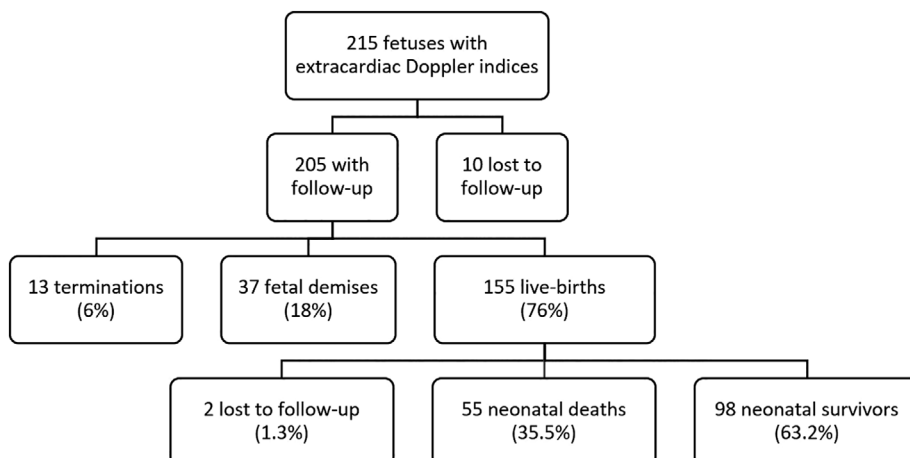 215 fetuses with
extracardiac Doppler indices
205 with
follow-up
10 lost to
follow-up
13 terminations
(6%)
37 fetal demises
(18%)
155 live-births
(76%)
2 lost to follow-up
(1.3%)
55 neonatal deaths
(35.5%)
98 neonatal survivors
(63.2%)